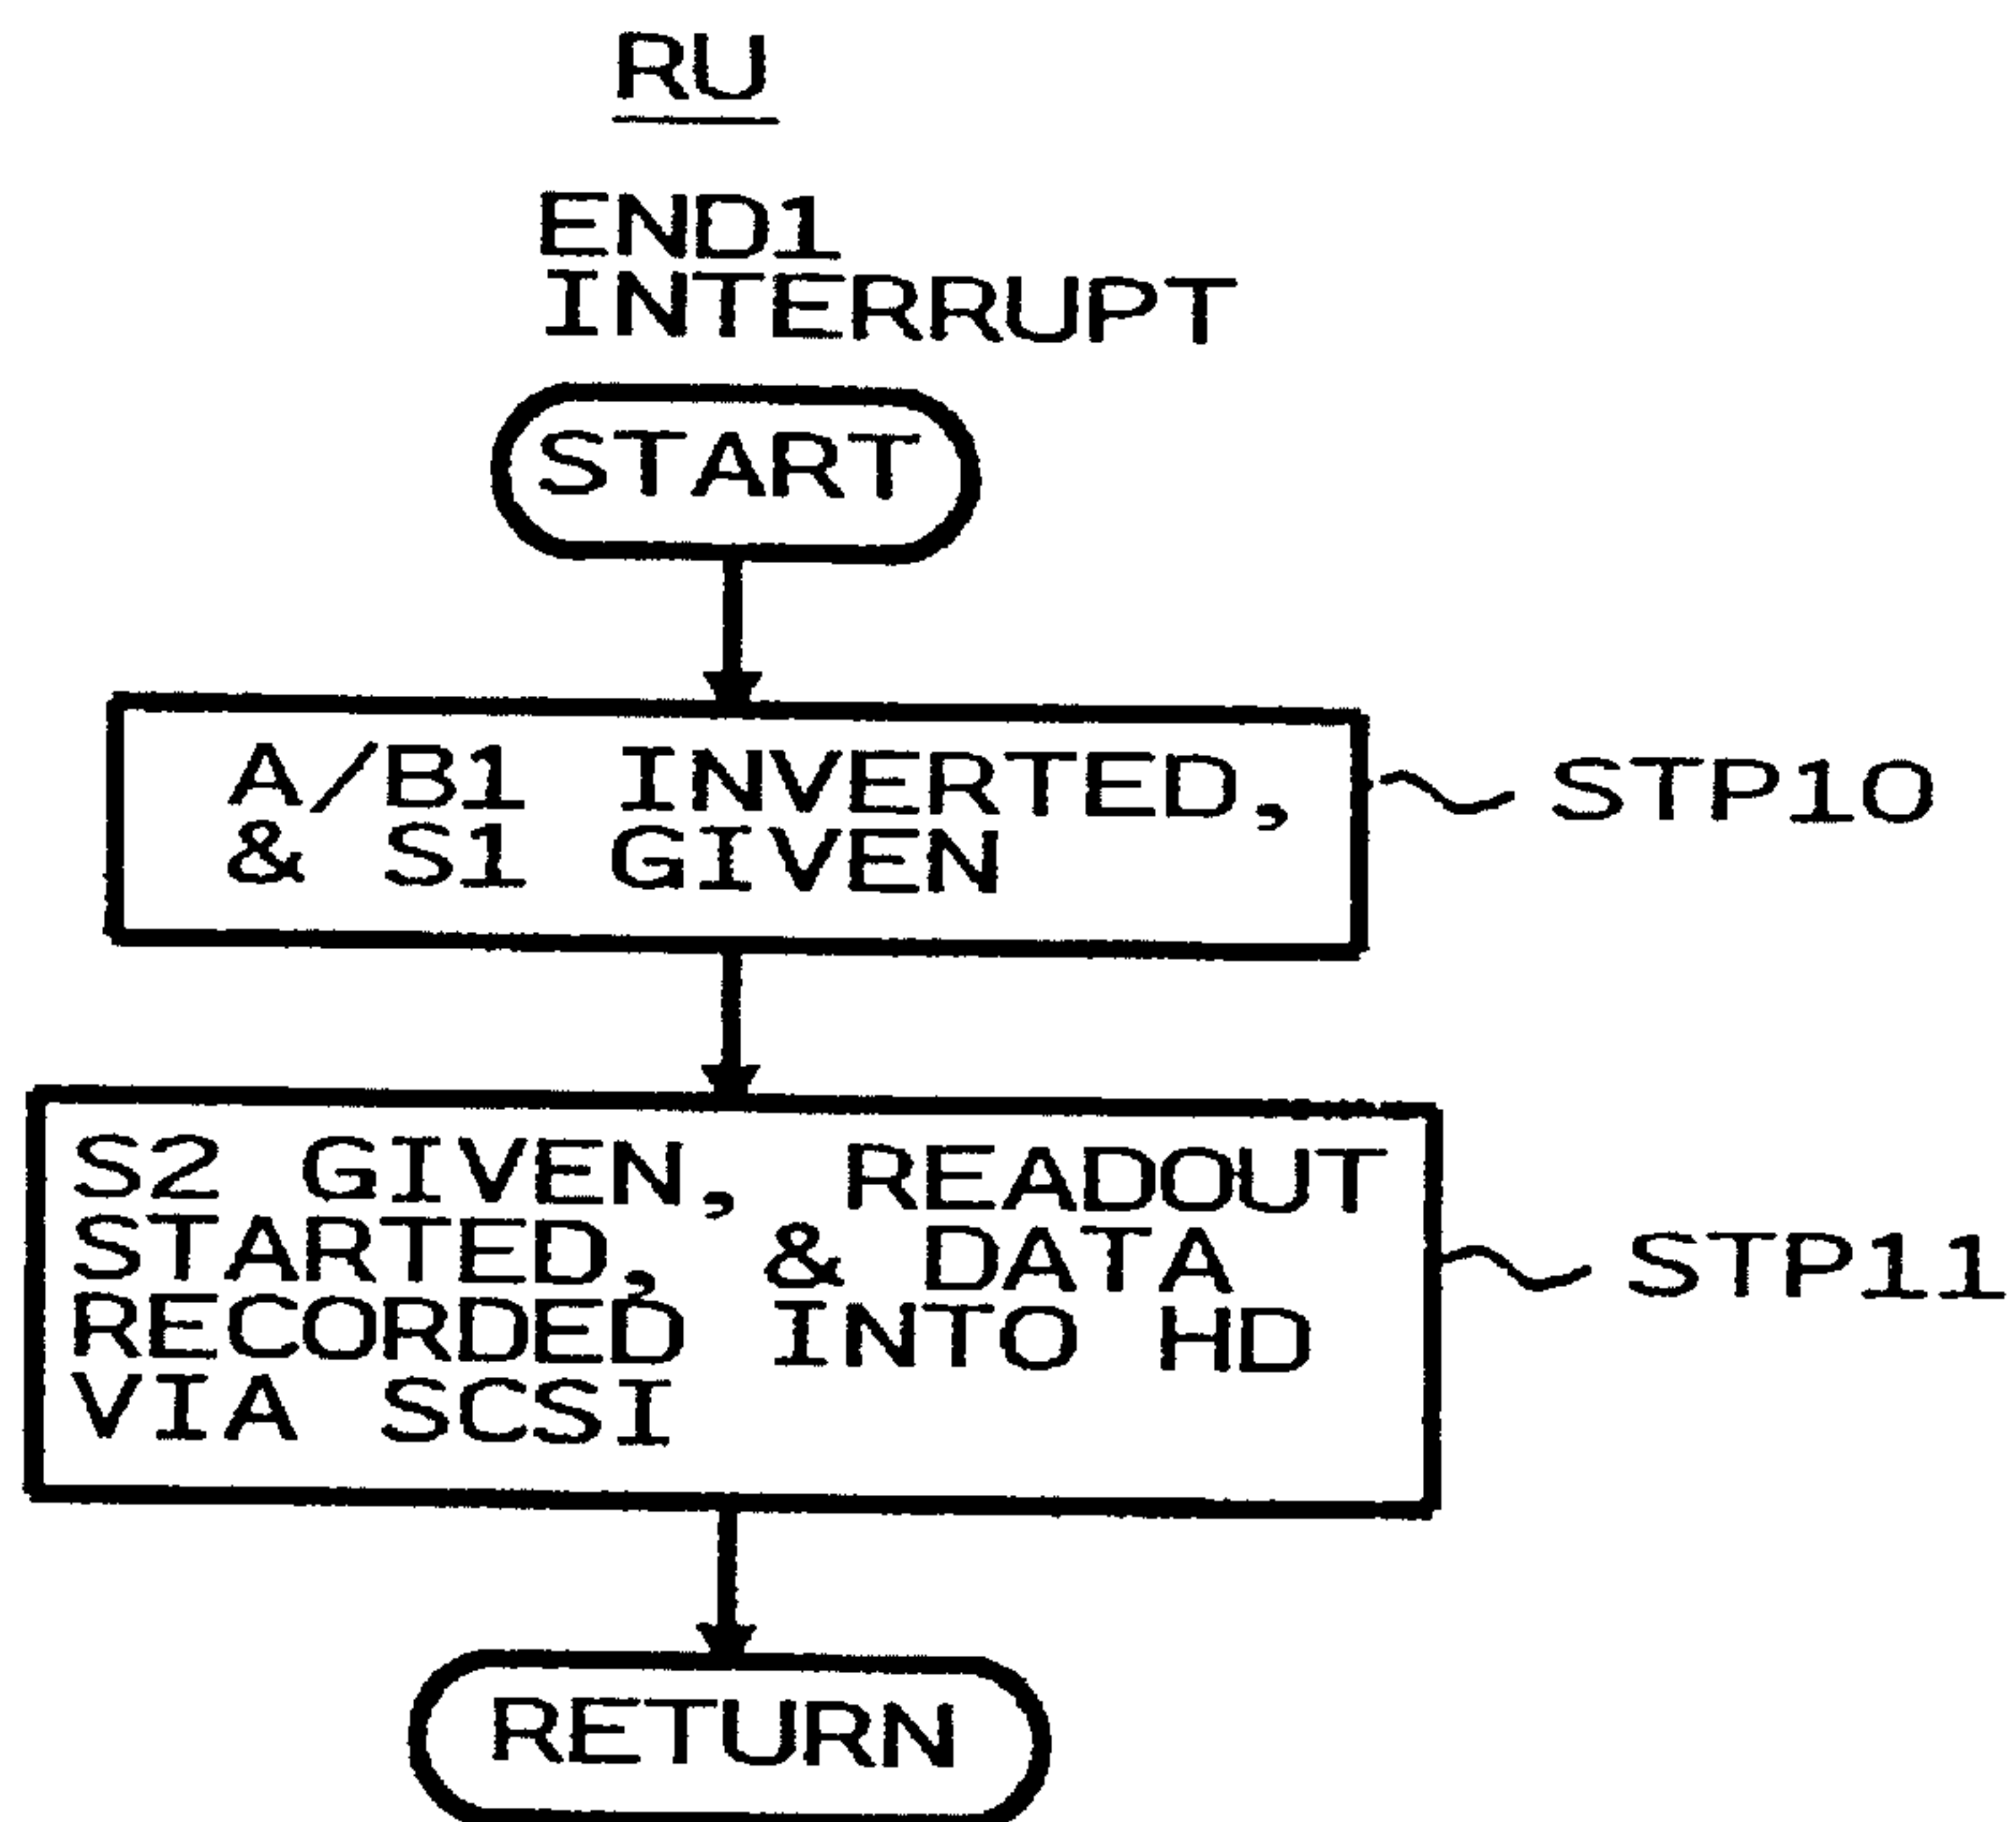 RU
END1
INTERRUPT
START
A/B1 INVERTED,
& S1 GIVEN
STP10
S2 GIVEN, READOUT
STARTED, & DATA
RECORDED INTO HD
VIA SCSI
STP11
RETURN